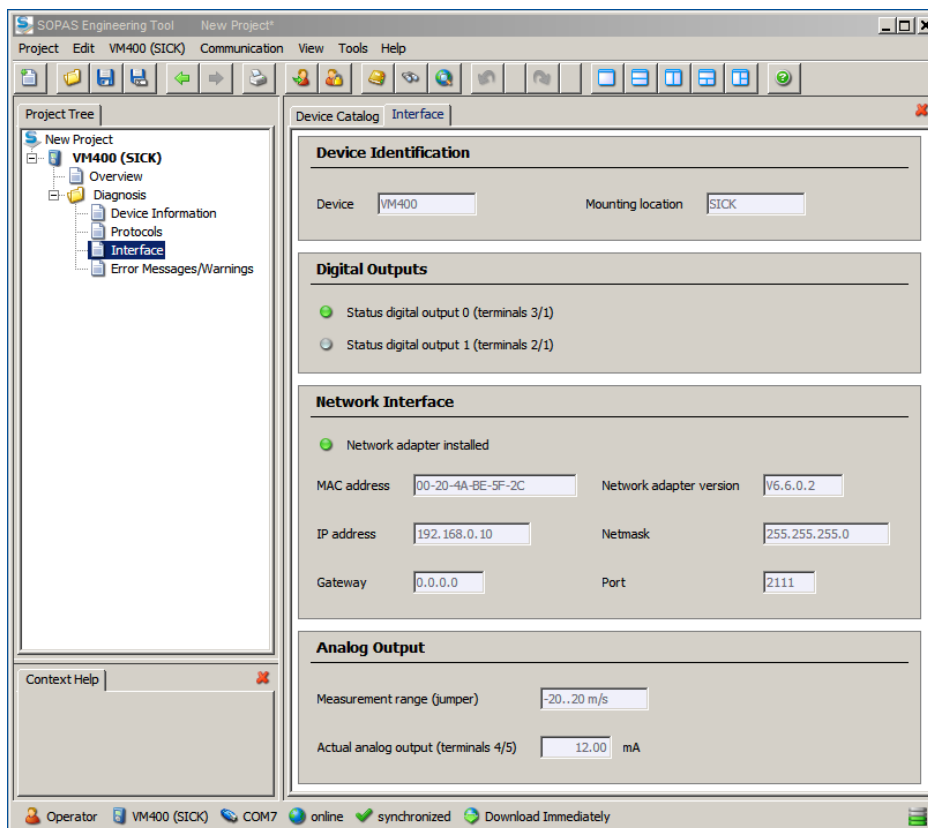 SOPAS Engineering Tool New Project*
Project Edit VM400 (SICK) Communication View Tools Help
Project Tree
New Project
VM400 (SICK)
Overview
Diagnosis
Device Information
Protocols
Interface
Error Messages/Warnings
Context Help
Device Catalog Interface
Device Identification
Device VM400 Mounting location SICK
Digital Outputs
Status digital output 0 (terminals 3/1)
Status digital output 1 (terminals 2/1)
Network Interface
Network adapter installed
MAC address 00-20-4A-BE-5F-2C Network adapter version V6.6.0.2
IP address 192.168.0.10 Netmask 255.255.255.0
Gateway 0.0.0.0 Port 2111
Analog Output
Measurement range (jumper) -20..20 m/s
Actual analog output (terminals 4/5) 12.00 mA
Operator VM400 (SICK) COM7 online synchronized Download Immediately